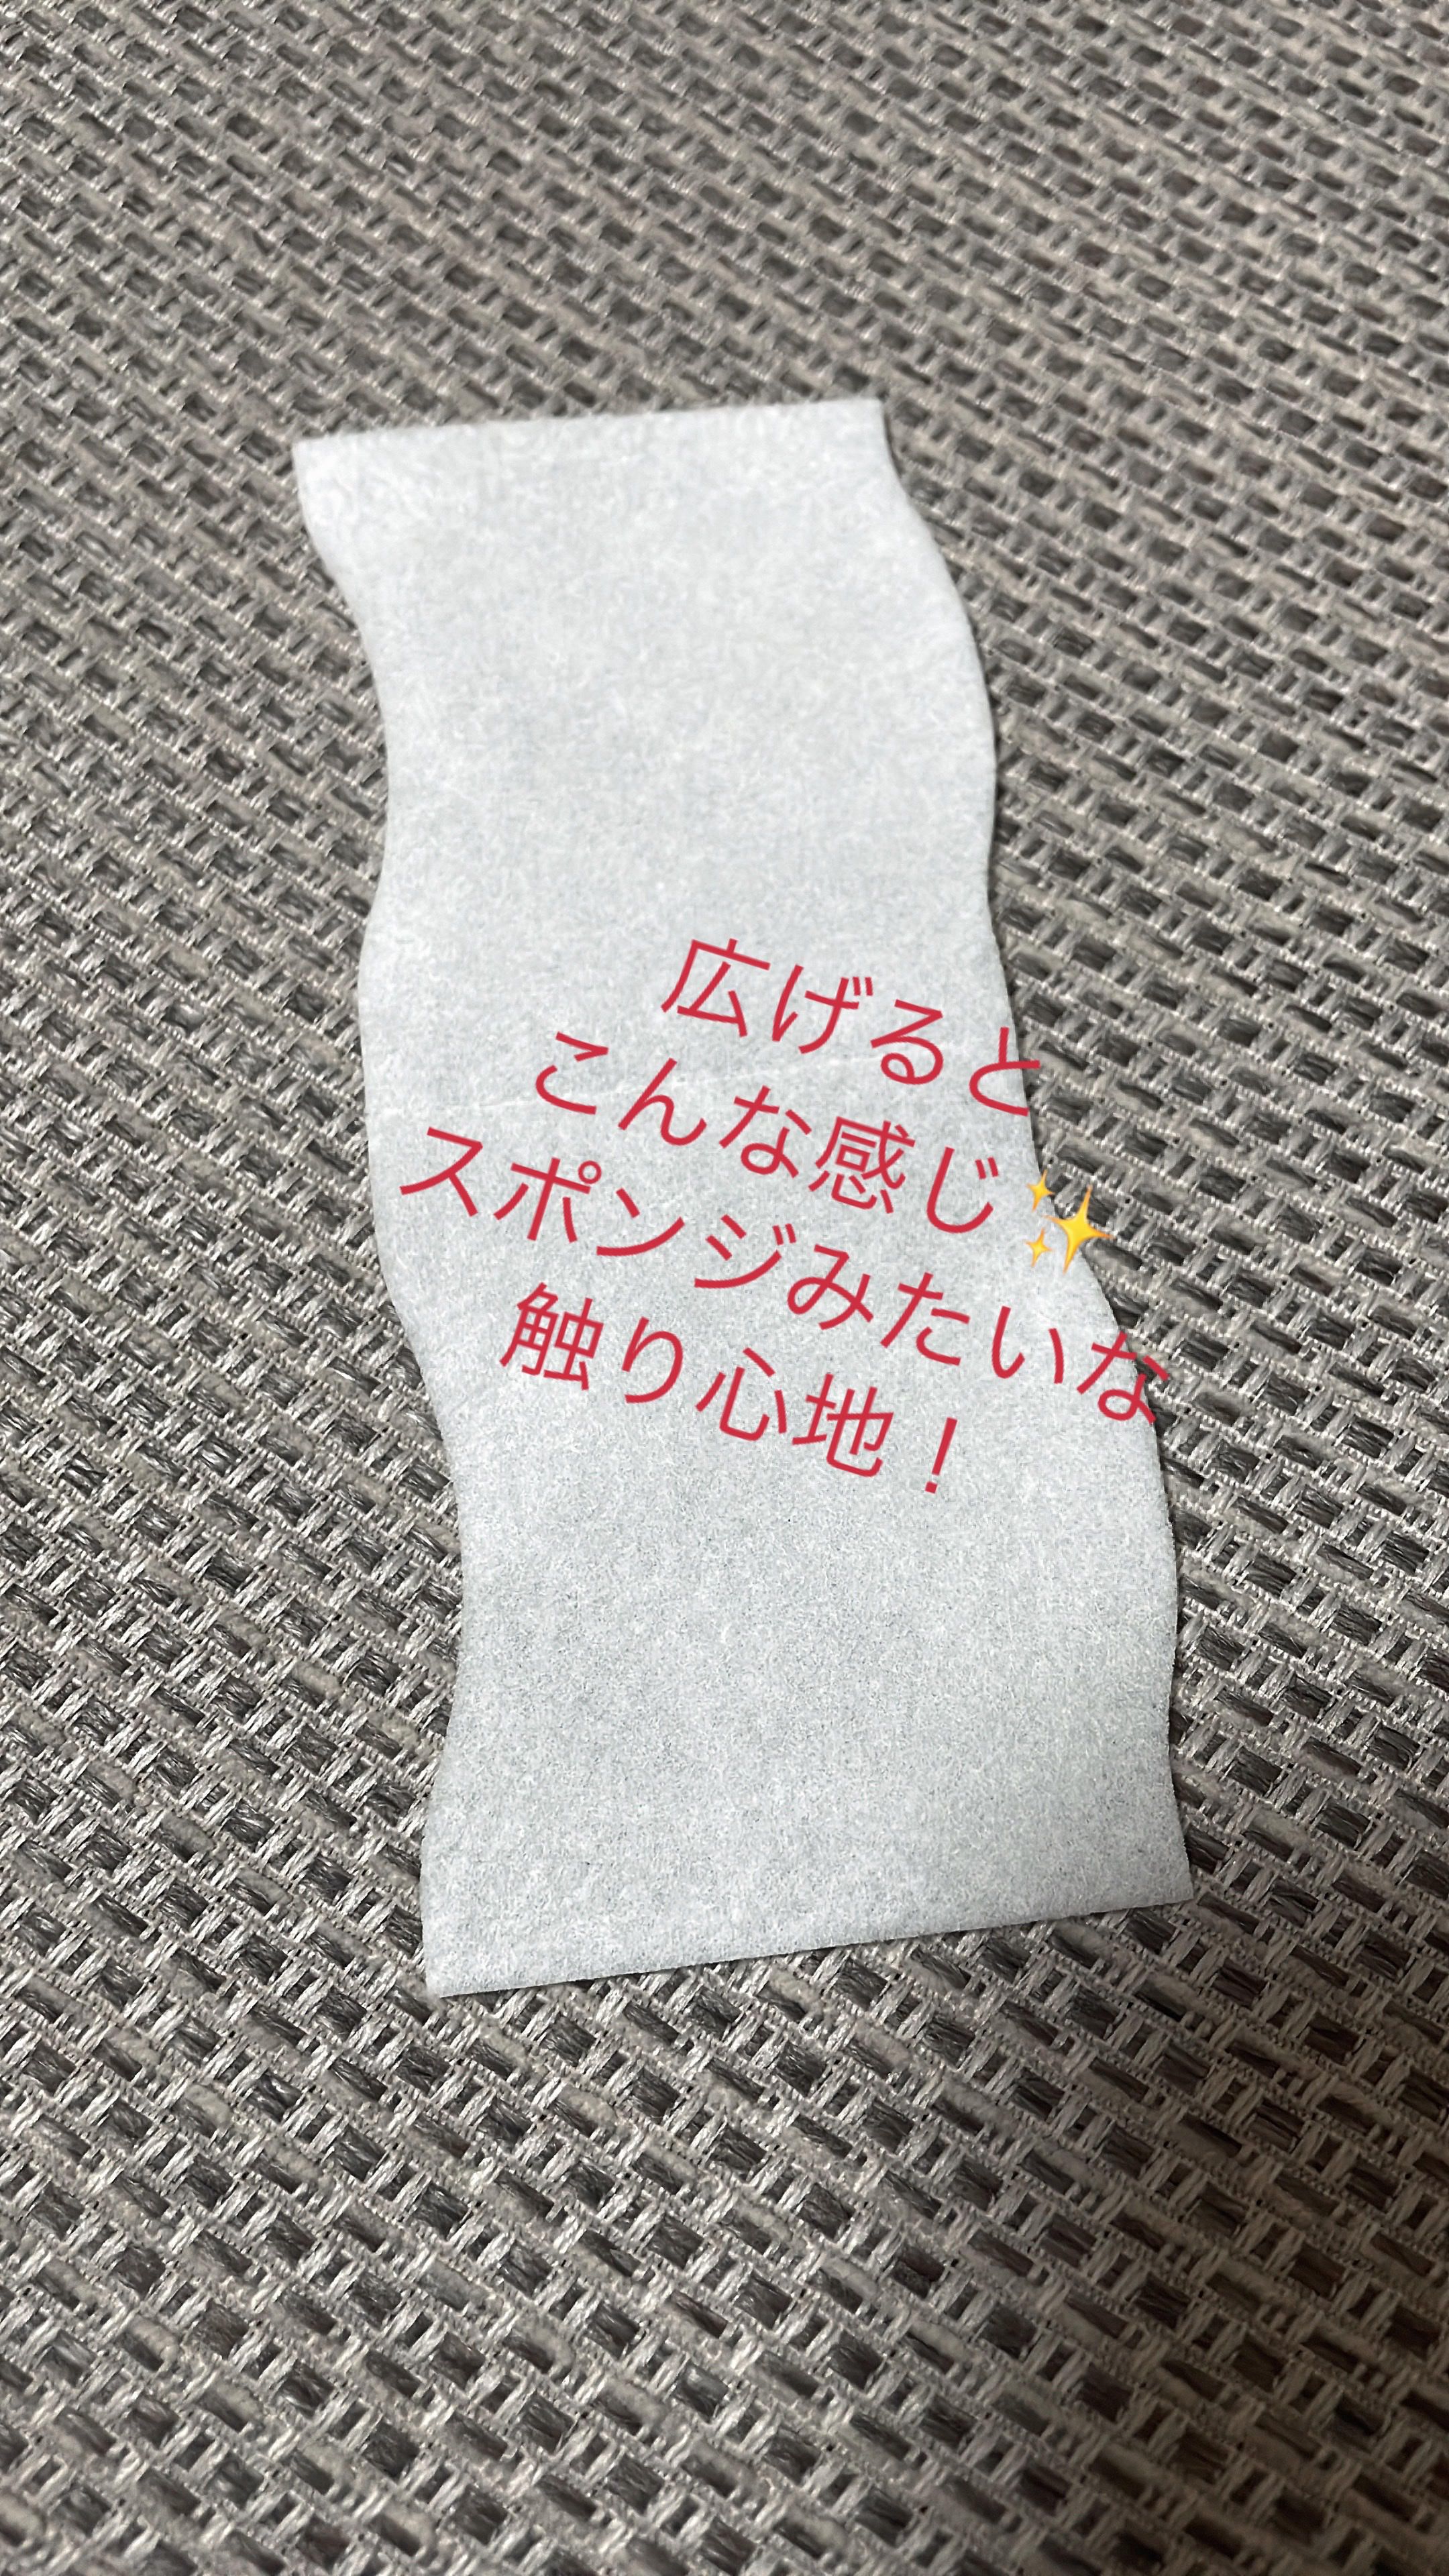 広げると
こんな感じ✨
スポンジみたいな
触り心地！